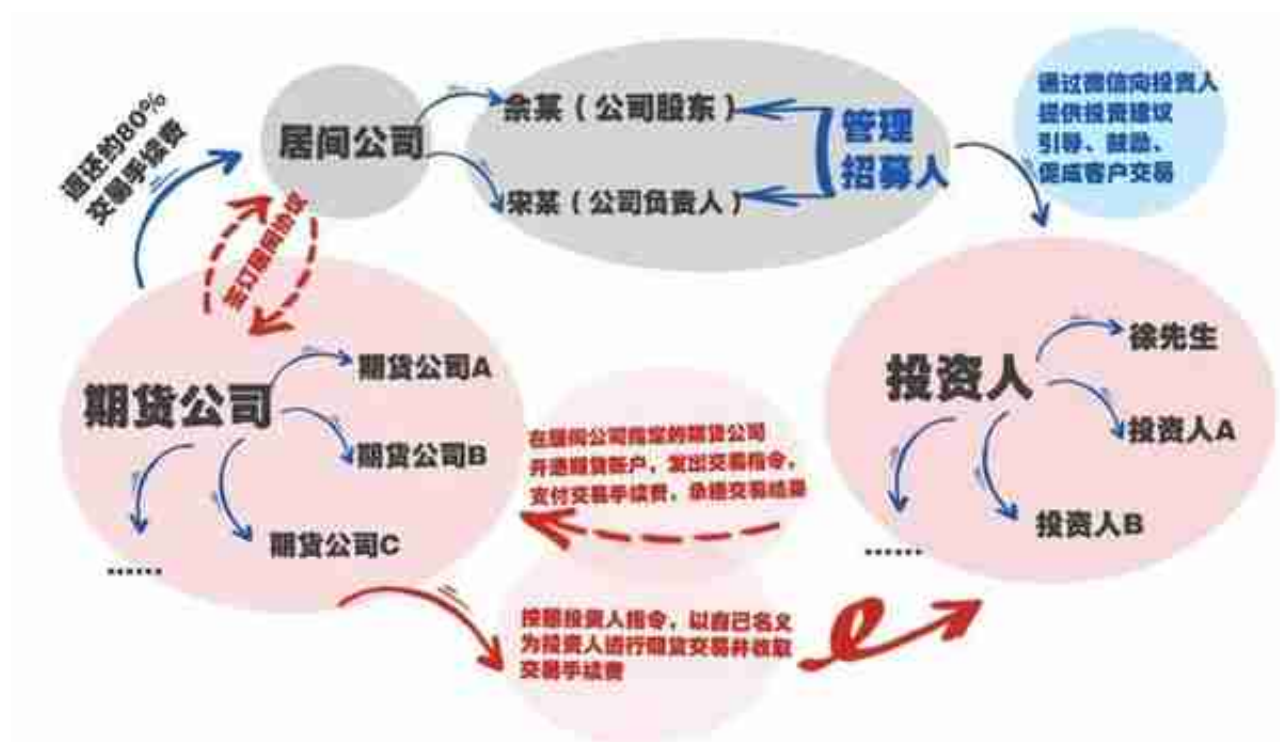 退还约80%
交易手续费
居间公司
余某（公司股东）
宋某（公司负责人）
管理
招募人
通过微信向投资人
提供投资建议
引导、鼓励、
促成客户交易
签订居间协议
期货公司
期货公司A
期货公司B
期货公司C
......
投资人
徐先生
投资人A
投资人B
......
在居间公司指定的期货公司
开通期货账户，发出交易指令，
支付交易手续费，承担交易结果
按照投资人指令，以自己名义
为投资人进行期货交易并收取
交易手续费